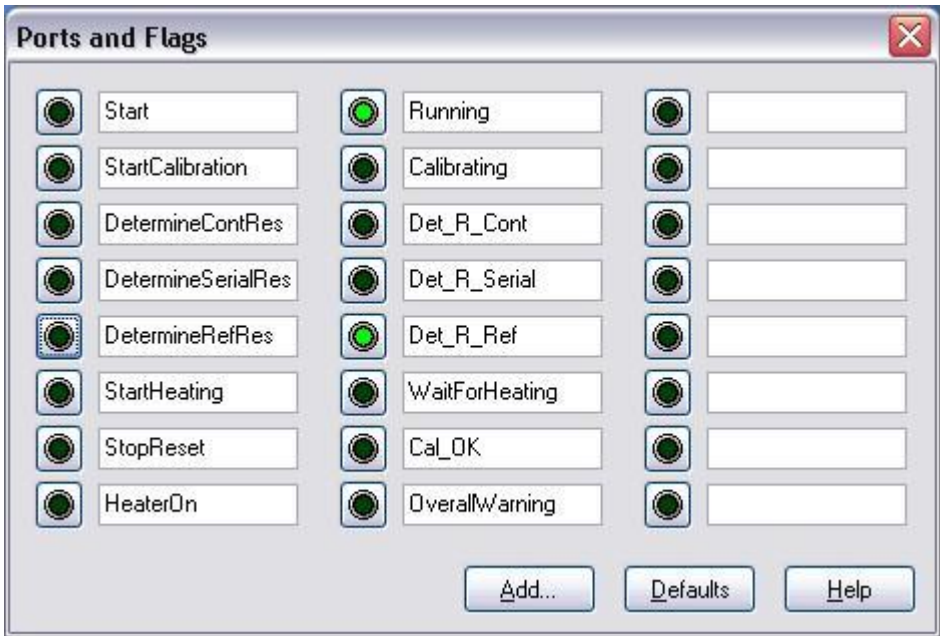 Ports and Flags
Start Running
StartCalibration Calibrating
DetermineContRes Det_R_Cont
DetermineSerialRes Det_R_Serial
DetermineRefRes Det_R_Ref
StartHeating WaitForHeating
StopReset Cal_OK
HeaterOn OverallWarning
Add... Defaults Help